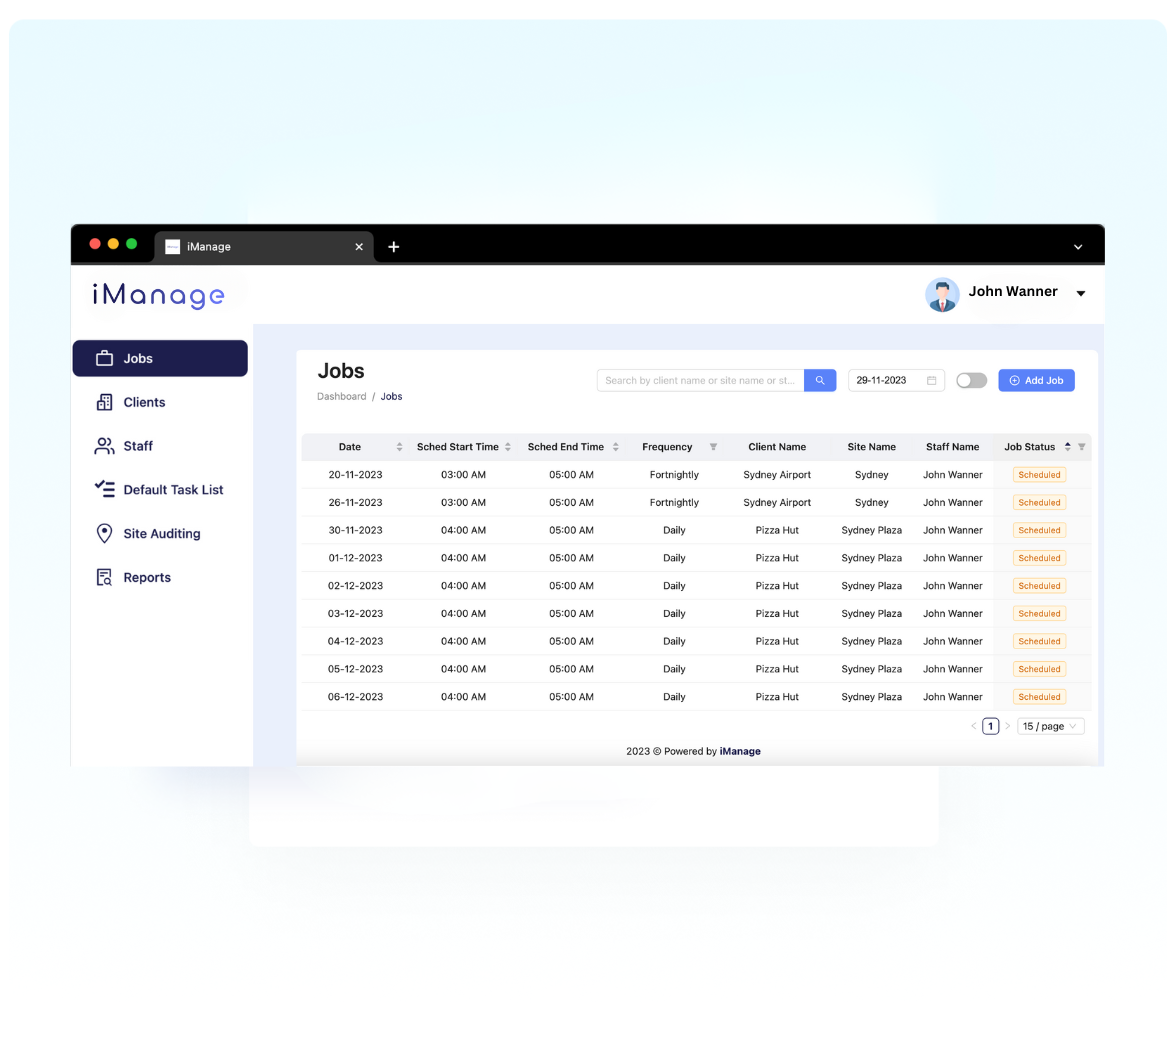 iManage
iManage
John Wanner
Jobs
Clients
Staff
Default Task List
Site Auditing
Reports
Jobs
Dashboard / Jobs
Search by client name or site name or st...
29-11-2023
Add Job
Date Sched Start Time Sched End Time Frequency Client Name Site Name Staff Name Job Status
20-11-2023 03:00 AM 05:00 AM Fortnightly Sydney Airport Sydney John Wanner Scheduled
26-11-2023 03:00 AM 05:00 AM Fortnightly Sydney Airport Sydney John Wanner Scheduled
30-11-2023 04:00 AM 05:00 AM Daily Pizza Hut Sydney Plaza John Wanner Scheduled
01-12-2023 04:00 AM 05:00 AM Daily Pizza Hut Sydney Plaza John Wanner Scheduled
02-12-2023 04:00 AM 05:00 AM Daily Pizza Hut Sydney Plaza John Wanner Scheduled
03-12-2023 04:00 AM 05:00 AM Daily Pizza Hut Sydney Plaza John Wanner Scheduled
04-12-2023 04:00 AM 05:00 AM Daily Pizza Hut Sydney Plaza John Wanner Scheduled
05-12-2023 04:00 AM 05:00 AM Daily Pizza Hut Sydney Plaza John Wanner Scheduled
06-12-2023 04:00 AM 05:00 AM Daily Pizza Hut Sydney Plaza John Wanner Scheduled
< 1 > 15 / page
2023 © Powered by iManage